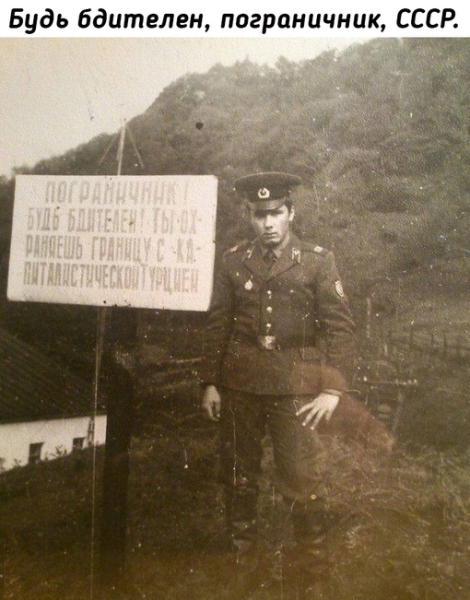 Будь бдителен, пограничник, СССР.
ПОГРАНИЧНИК!
БУДЬ БДИТЕЛЕН! ТЫ ОХ-
РАНЯЕШЬ ГРАНИЦУ С КА-
ПИТАЛИСТИЧЕСКОЙ ТУРЦИЕЙ